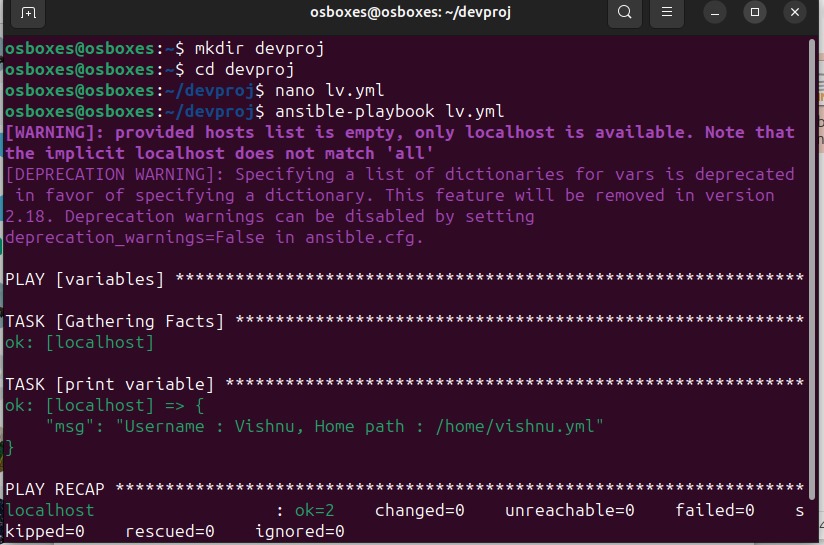 osboxes@osboxes: ~/devproj
osboxes@osboxes:~$ mkdir devproj
osboxes@osboxes:~$ cd devproj
osboxes@osboxes:~/devproj$ nano lv.yml
osboxes@osboxes:~/devproj$ ansible-playbook lv.yml
[WARNING]: provided hosts list is empty, only localhost is available. Note that
the implicit localhost does not match 'all'
[DEPRECATION WARNING]: Specifying a list of dictionaries for vars is deprecated
in favor of specifying a dictionary. This feature will be removed in version
2.18. Deprecation warnings can be disabled by setting
deprecation_warnings=False in ansible.cfg.
PLAY [variables] ***************************************************************
TASK [Gathering Facts] *********************************************************
ok: [localhost]
TASK [print variable] **********************************************************
ok: [localhost] => {
    "msg": "Username : Vishnu, Home path : /home/vishnu.yml"
}
PLAY RECAP *********************************************************************
localhost                  : ok=2    changed=0    unreachable=0    failed=0    s
kipped=0    rescued=0    ignored=0